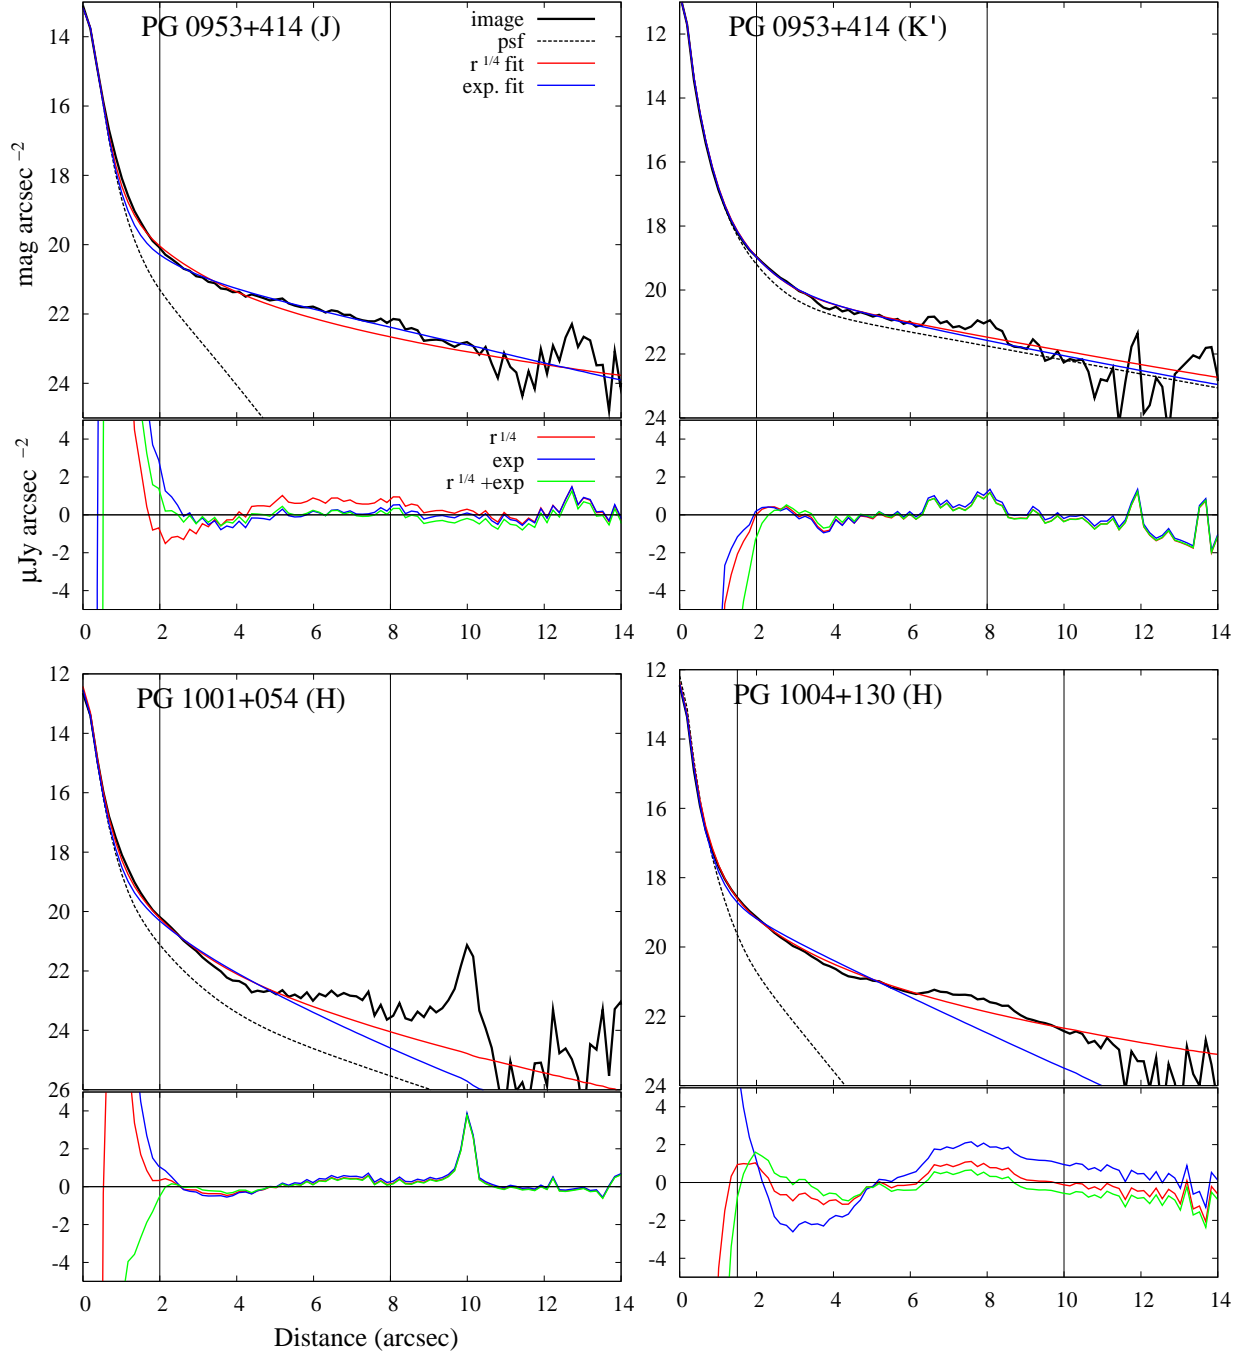 PG 0953+414 (J)
image
psf
r 1/4 fit
exp. fit
14
16
18
20
22
24
mag arcsec −2
r 1/4
exp
r 1/4 +exp
4
2
0
-2
-4
µJy arcsec −2
0 2 4 6 8 10 12 14
PG 0953+414 (K')
12
14
16
18
20
22
24
4
2
0
-2
-4
0 2 4 6 8 10 12 14
PG 1001+054 (H)
12
14
16
18
20
22
24
26
4
2
0
-2
-4
0 2 4 6 8 10 12 14
Distance (arcsec)
PG 1004+130 (H)
12
14
16
18
20
22
24
4
2
0
-2
-4
0 2 4 6 8 10 12 14